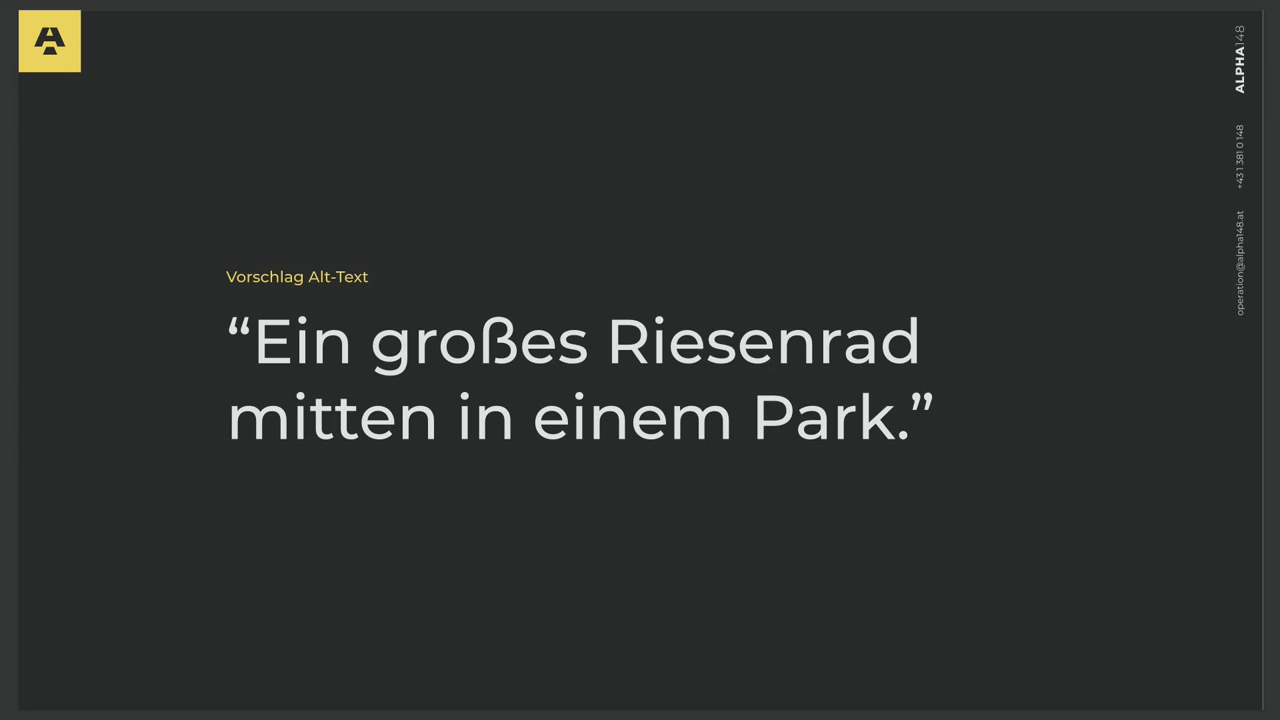 Vorschlag Alt-Text
“Ein großes Riesenrad
mitten in einem Park.”
ALPHA148
+43 1 381 0 148
operation@alpha148.at